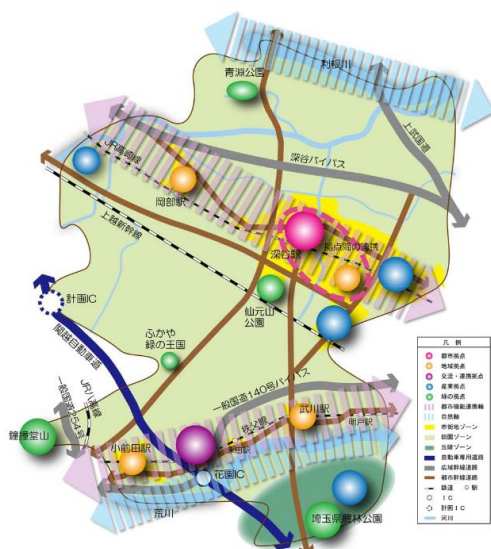 利根川
青淵公園
上武国道
JR高崎線
深谷バイパス
岡部駅
上越新幹線
拠点間の連携
深谷駅
計画IC
仙元山
公園
関越自動車道
ふかや
緑の王国
一般国道140号バイパス
JR八高線
一般国道254号
秩父線
武川駅
明戸駅
鐘撞堂山
小前田駅
永田駅
花園IC
荒川
埼玉県農林公園
凡 例
都市拠点
地域拠点
交流・連携拠点
産業拠点
緑の拠点
都市機能連携軸
自然軸
市街地ゾーン
田園ゾーン
丘陵ゾーン
自動車専用道路
広域幹線道路
都市幹線道路
鉄道 ○駅
IC
計画IC
河川